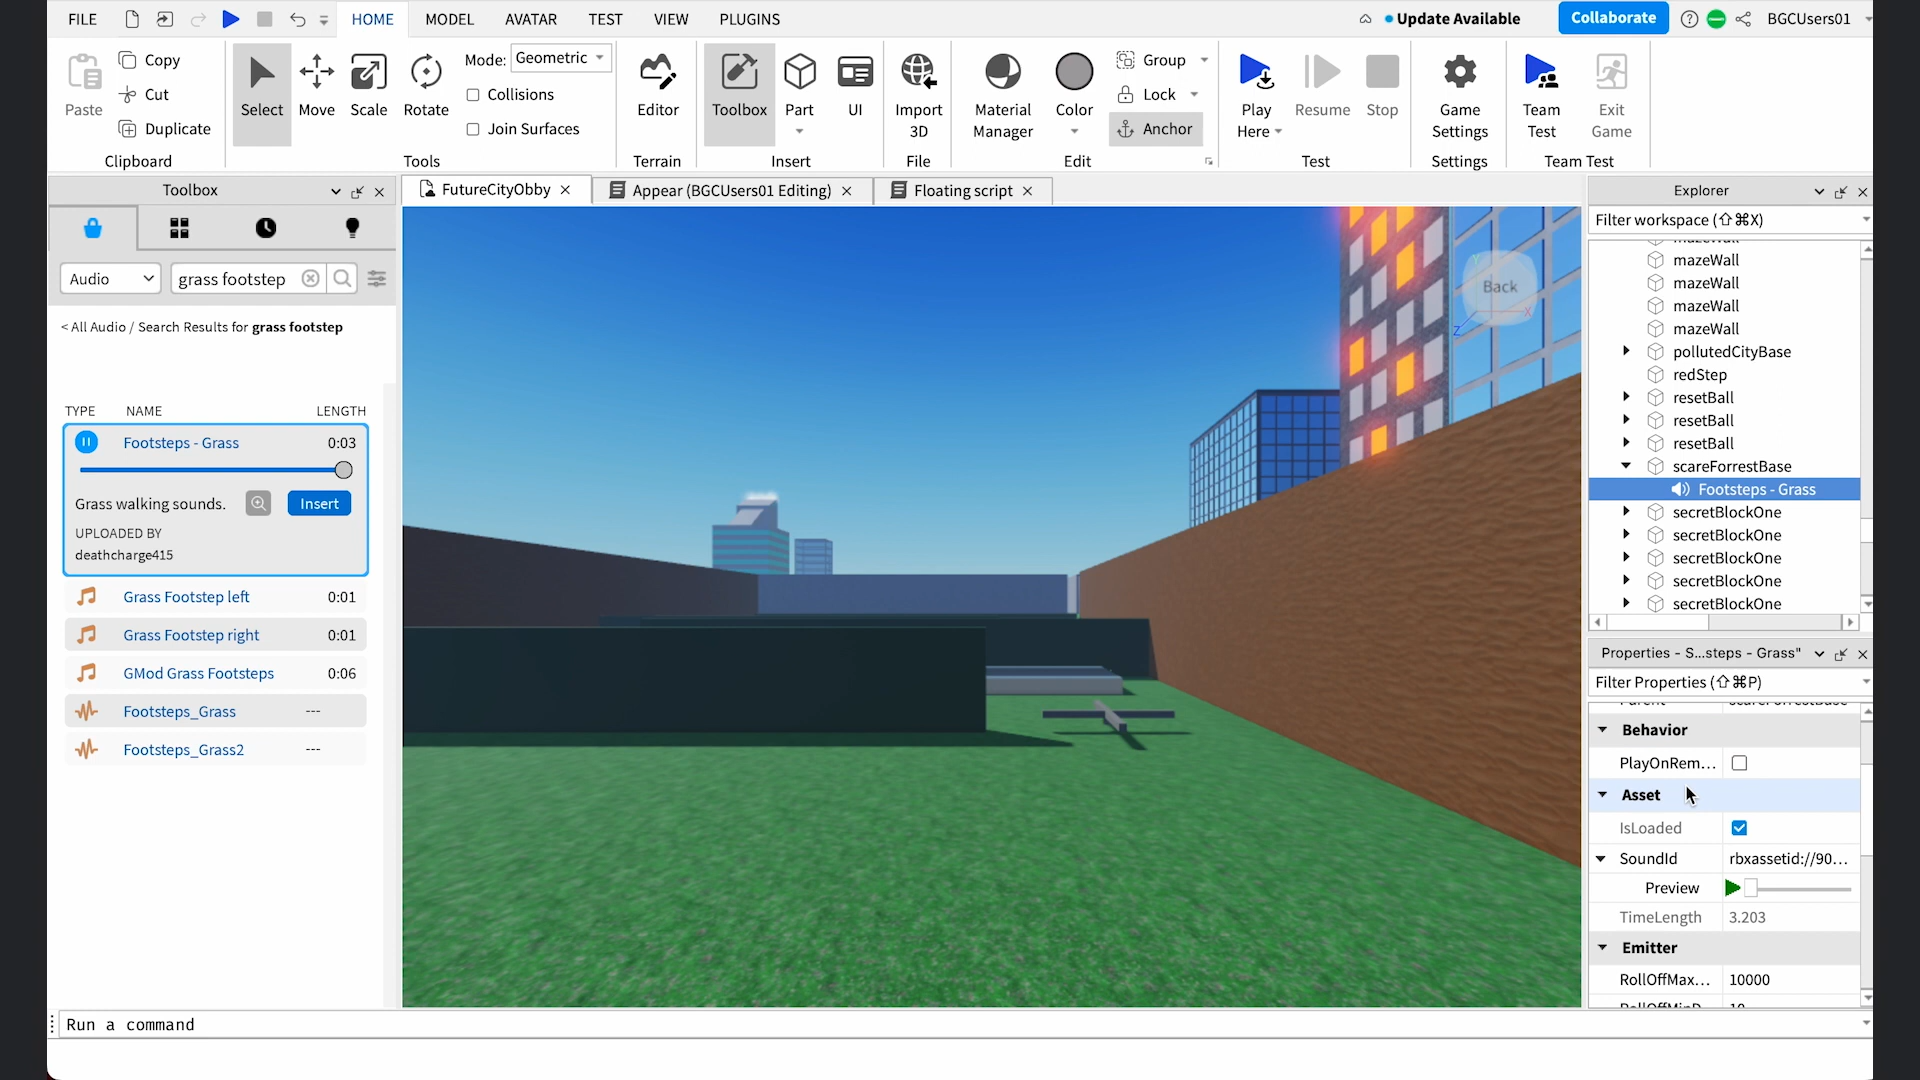 FILE
HOME
MODEL
AVATAR
TEST
VIEW
PLUGINS
Update Available
Collaborate
BGCUsers01
Paste
Copy
Cut
Duplicate
Clipboard
Select
Move
Scale
Rotate
Mode:
Geometric
Collisions
Join Surfaces
Tools
Editor
Terrain
Toolbox
Part
UI
Insert
Import
3D
File
Material
Manager
Color
Group
Lock
Anchor
Edit
Play
Here
Resume
Stop
Test
Game
Settings
Settings
Team
Test
Exit
Game
Team Test
Toolbox
FutureCityObby
Appear (BGCUsers01 Editing)
Floating script
Audio
grass footstep
< All Audio / Search Results for grass footstep
TYPE NAME LENGTH
Footsteps - Grass 0:03
Grass walking sounds.
Insert
UPLOADED BY
deathcharge415
Grass Footstep left 0:01
Grass Footstep right 0:01
GMod Grass Footsteps 0:06
Footsteps_Grass ---
Footsteps_Grass2 ---
Y
Back
X
Z
Explorer
Filter workspace (⇧⌘X)
mazeWall
mazeWall
mazeWall
mazeWall
mazeWall
pollutedCityBase
redStep
resetBall
resetBall
resetBall
scareForrestBase
Footsteps - Grass
secretBlockOne
secretBlockOne
secretBlockOne
secretBlockOne
secretBlockOne
Properties - S...steps - Grass"
Filter Properties (⇧⌘P)
Parent scareForrestBase
Behavior
PlayOnRem...
Asset
IsLoaded
SoundId rbxassetid://90...
Preview
TimeLength 3.203
Emitter
RollOffMax... 10000
RollOffMinD... 10
Run a command